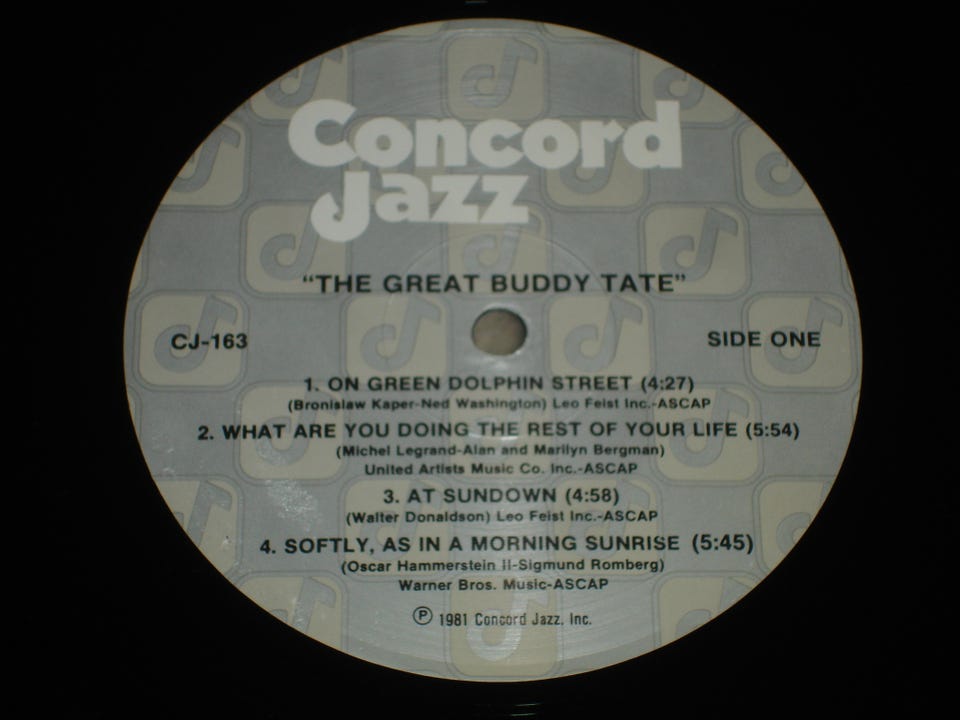 Concord
Jazz
"THE GREAT BUDDY TATE"
CJ-163 SIDE ONE
1. ON GREEN DOLPHIN STREET (4:27)
(Bronislaw Kaper-Ned Washington) Leo Feist Inc.-ASCAP
2. WHAT ARE YOU DOING THE REST OF YOUR LIFE (5:54)
(Michel Legrand-Alan and Marilyn Bergman)
United Artists Music Co. Inc.-ASCAP
3. AT SUNDOWN (4:58)
(Walter Donaldson) Leo Feist Inc.-ASCAP
4. SOFTLY, AS IN A MORNING SUNRISE (5:45)
(Oscar Hammerstein II-Sigmund Romberg)
Warner Bros. Music-ASCAP
℗ 1981 Concord Jazz, Inc.